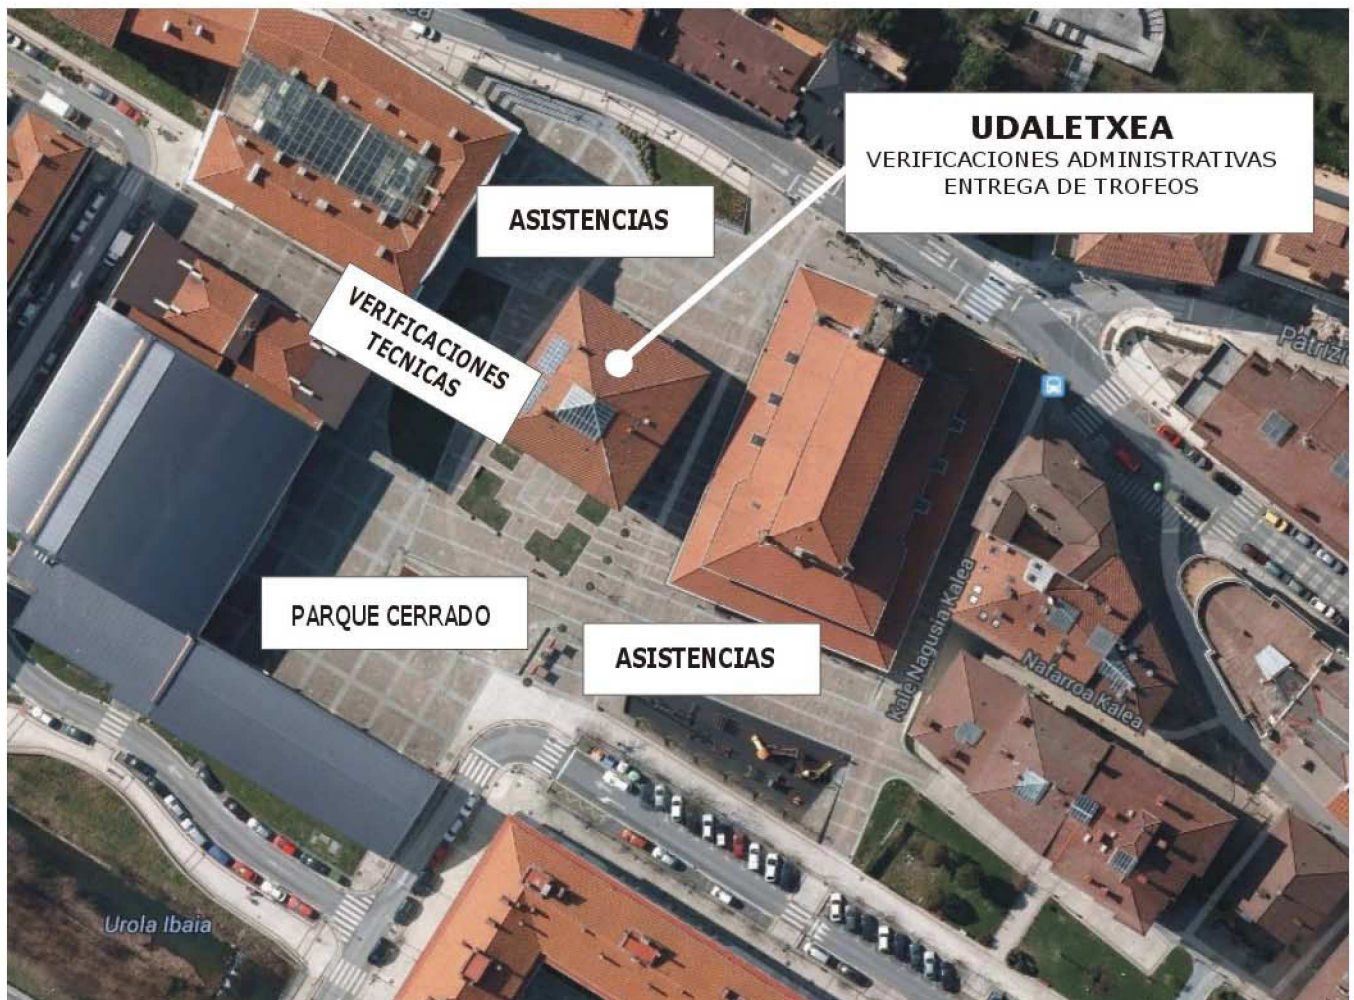 UDALETXEA
VERIFICACIONES ADMINISTRATIVAS
ENTREGA DE TROFEOS
ASISTENCIAS
VERIFICACIONES
TECNICAS
PARQUE CERRADO
ASISTENCIAS
Kale Nagusia Kalea
Nafarroa Kalea
Urola Ibaia